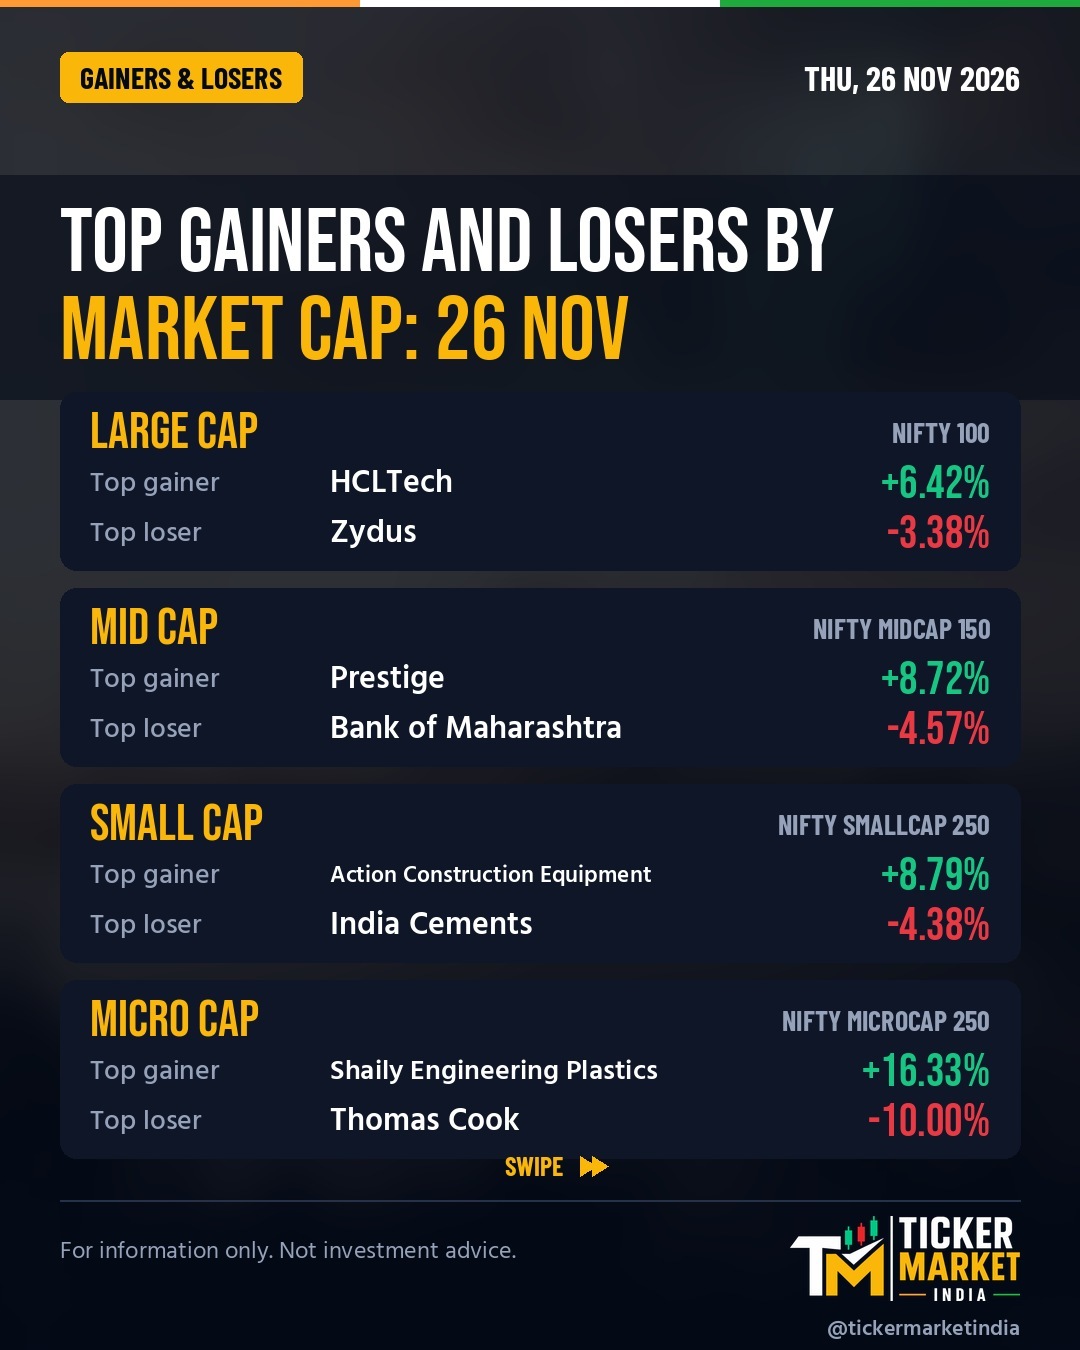 GAINERS & LOSERS
THU, 26 NOV 2026
TOP GAINERS AND LOSERS BY
MARKET CAP: 26 NOV
LARGE CAP
NIFTY 100
Top gainer HCLTech +6.42%
Top loser Zydus -3.38%
MID CAP
NIFTY MIDCAP 150
Top gainer Prestige +8.72%
Top loser Bank of Maharashtra -4.57%
SMALL CAP
NIFTY SMALLCAP 250
Top gainer Action Construction Equipment +8.79%
Top loser India Cements -4.38%
MICRO CAP
NIFTY MICROCAP 250
Top gainer Shaily Engineering Plastics +16.33%
Top loser Thomas Cook -10.00%
SWIPE
For information only. Not investment advice.
TM
TICKER
MARKET
INDIA
@tickermarketindia